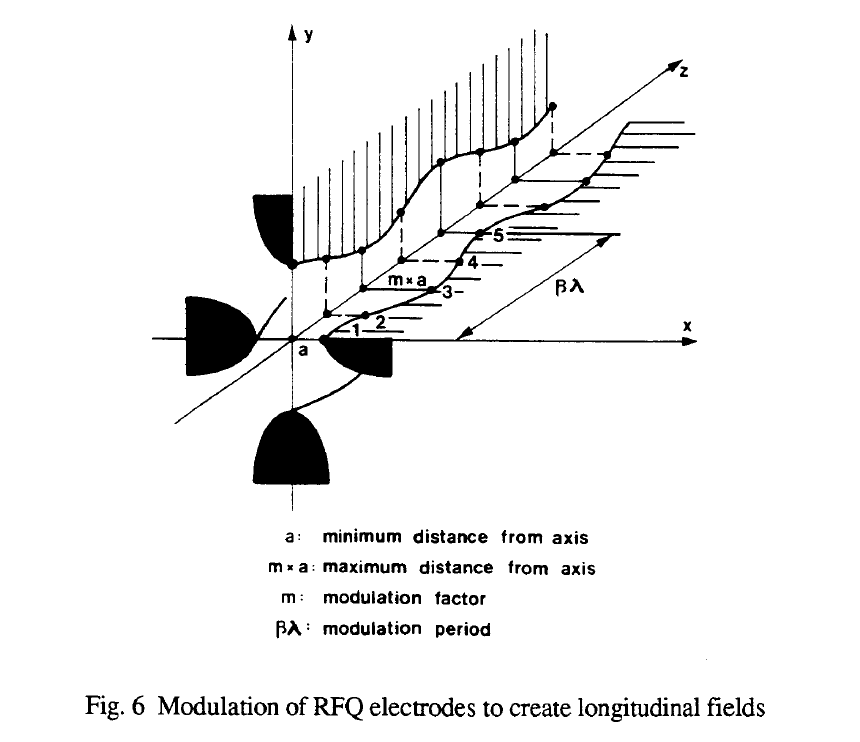 y
z
5
4
m×a
3
βλ
2
1
x
a
a: minimum distance from axis
m×a: maximum distance from axis
m: modulation factor
βλ: modulation period
Fig. 6 Modulation of RFQ electrodes to create longitudinal fields